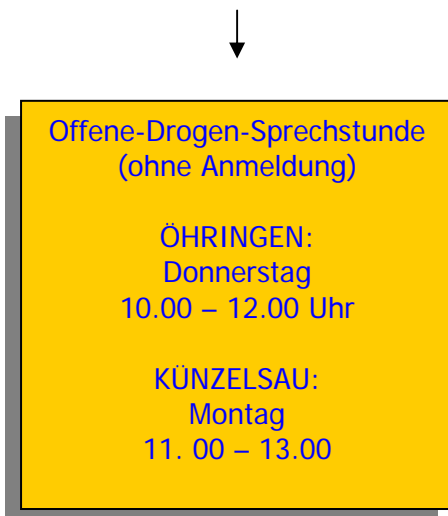 Offene-Drogen-Sprechstunde
(ohne Anmeldung)
ÖHRINGEN:
Donnerstag
10.00 – 12.00 Uhr
KÜNZELSAU:
Montag
11. 00 – 13.00